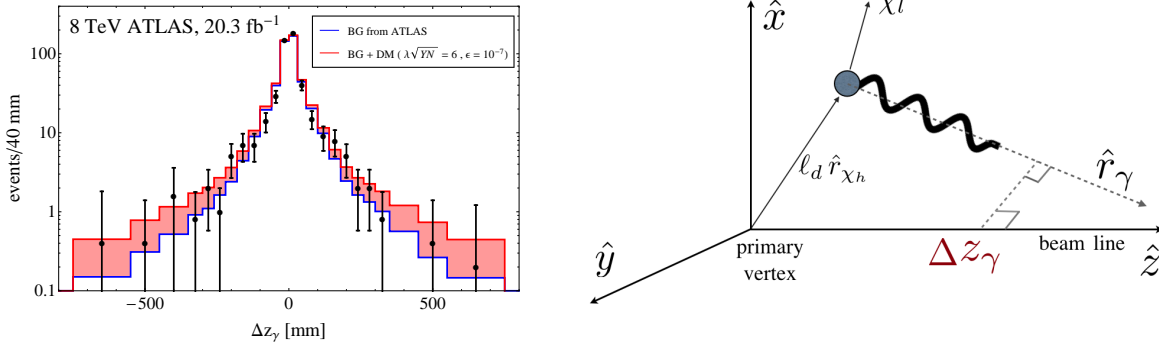 8 TeV ATLAS, 20.3 fb⁻¹
BG from ATLAS
BG + DM ( λ√YN = 6 , ϵ = 10⁻⁷)
events/40 mm
100
10
1
0.1
−500
0
500
Δz_γ [mm]
x̂
χ_l
ℓ_d r̂_χ_h
r̂_γ
ŷ
primary
vertex
Δz_γ
beam line
ẑ